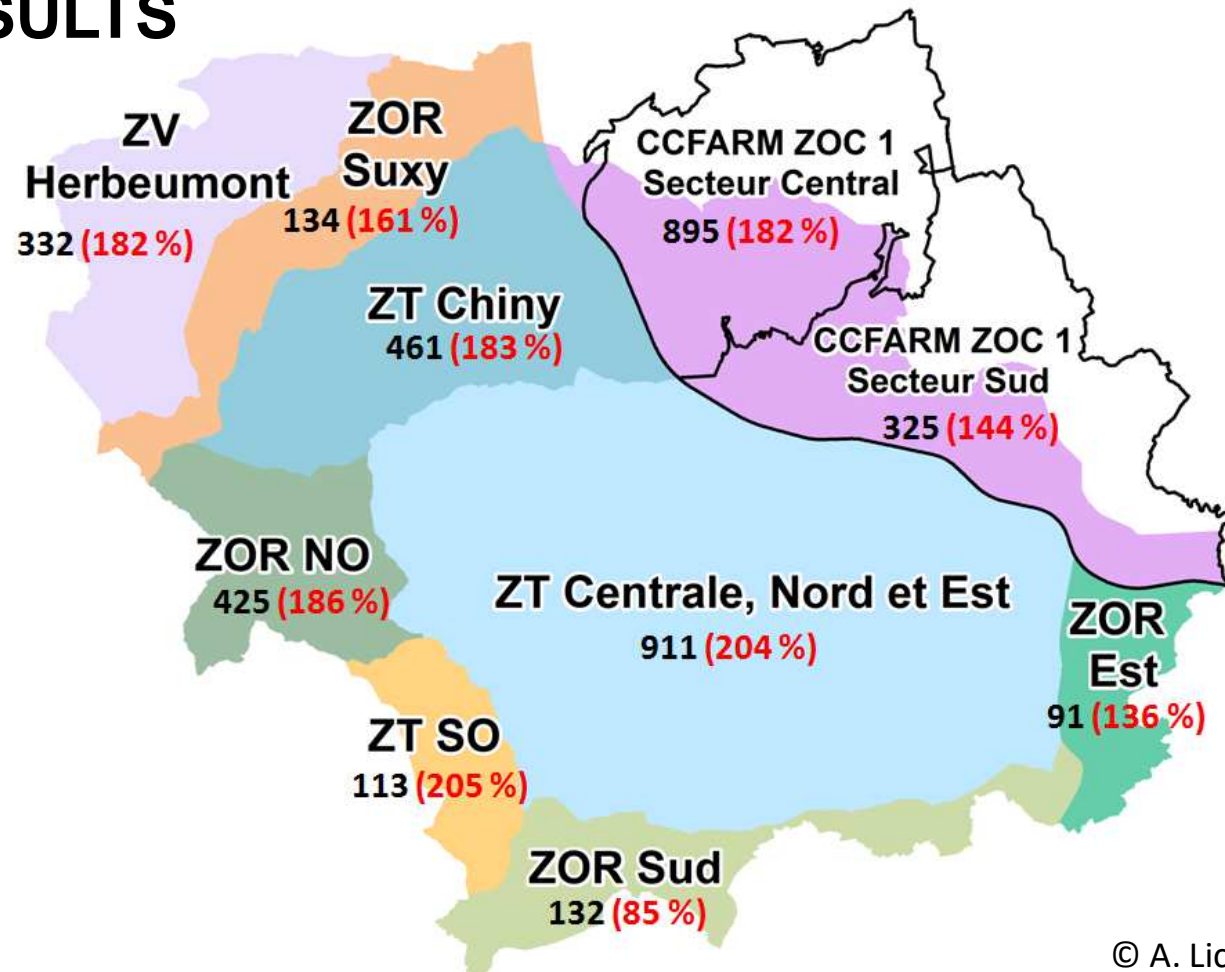 SULTS
ZV
Herbeumont
332 (182 %)
ZOR
Suxy
134 (161 %)
CCFARM ZOC 1
Secteur Central
895 (182 %)
ZT Chiny
461 (183 %)
CCFARM ZOC 1
Secteur Sud
325 (144 %)
ZOR NO
425 (186 %)
ZT Centrale, Nord et Est
911 (204 %)
ZOR
Est
91 (136 %)
ZT SO
113 (205 %)
ZOR Sud
132 (85 %)
© A. Lic